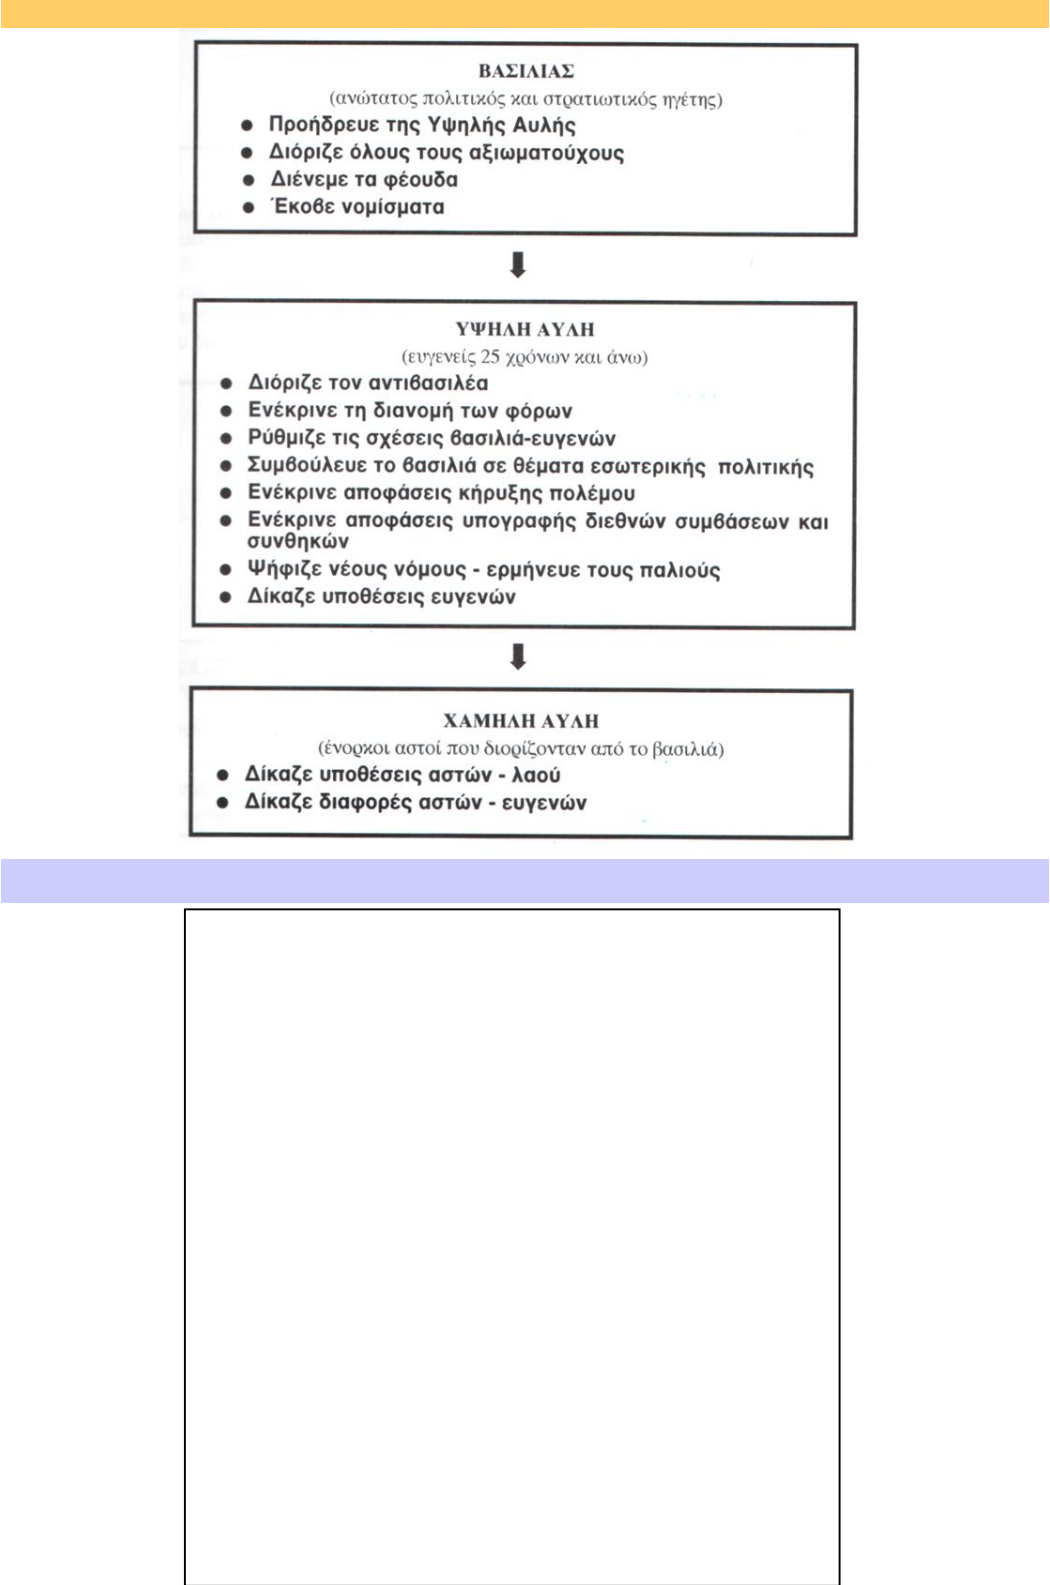 ΒΑΣΙΛΙΑΣ
(ανώτατος πολιτικός και στρατιωτικός ηγέτης)
● Προήδρευε της Υψηλής Αυλής
● Διόριζε όλους τους αξιωματούχους
● Διένεμε τα φέουδα
● Έκοβε νομίσματα
ΥΨΗΛΗ ΑΥΛΗ
(ευγενείς 25 χρόνων και άνω)
● Διόριζε τον αντιβασιλέα
● Ενέκρινε τη διανομή των φόρων
● Ρύθμιζε τις σχέσεις βασιλιά-ευγενών
● Συμβούλευε το βασιλιά σε θέματα εσωτερικής πολιτικής
● Ενέκρινε αποφάσεις κήρυξης πολέμου
● Ενέκρινε αποφάσεις υπογραφής διεθνών συμβάσεων και
συνθηκών
● Ψήφιζε νέους νόμους - ερμήνευε τους παλιούς
● Δίκαζε υποθέσεις ευγενών
ΧΑΜΗΛΗ ΑΥΛΗ
(ένορκοι αστοί που διορίζονταν από το βασιλιά)
● Δίκαζε υποθέσεις αστών - λαού
● Δίκαζε διαφορές αστών - ευγενών